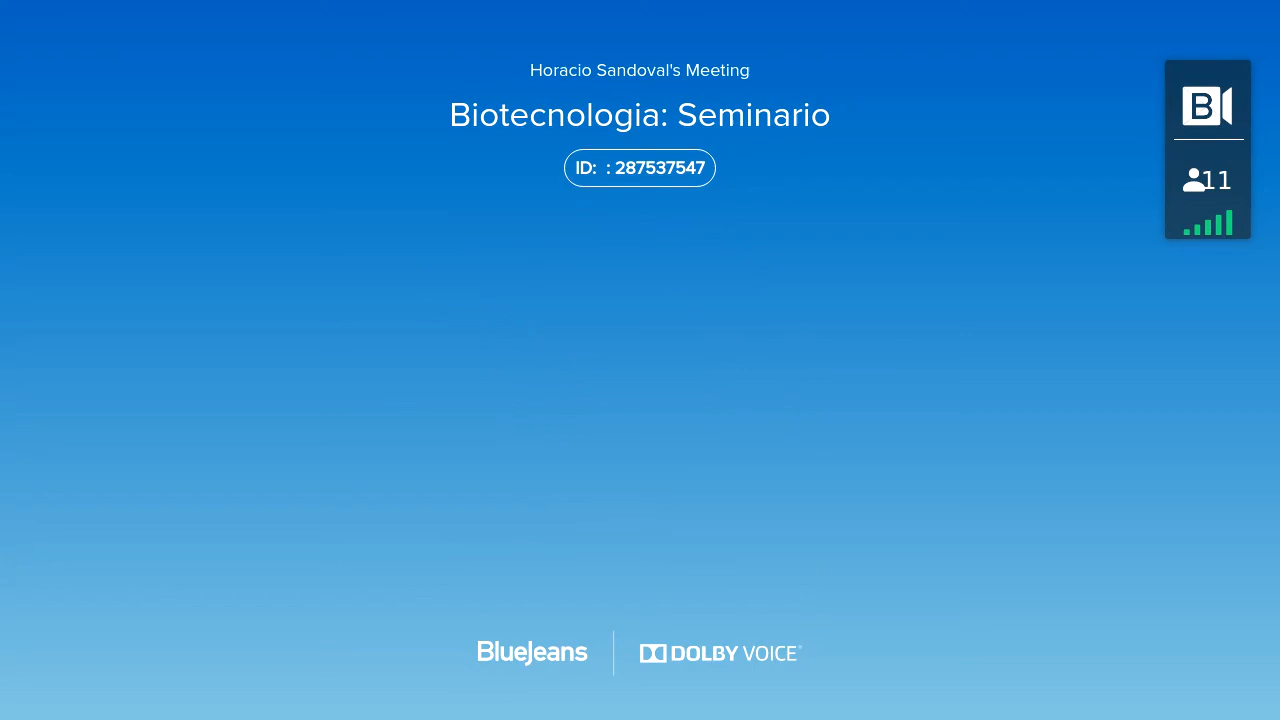 Horacio Sandoval's Meeting
Biotecnologia: Seminario
ID: : 287537547
B
11
BlueJeans
DOLBY VOICE®